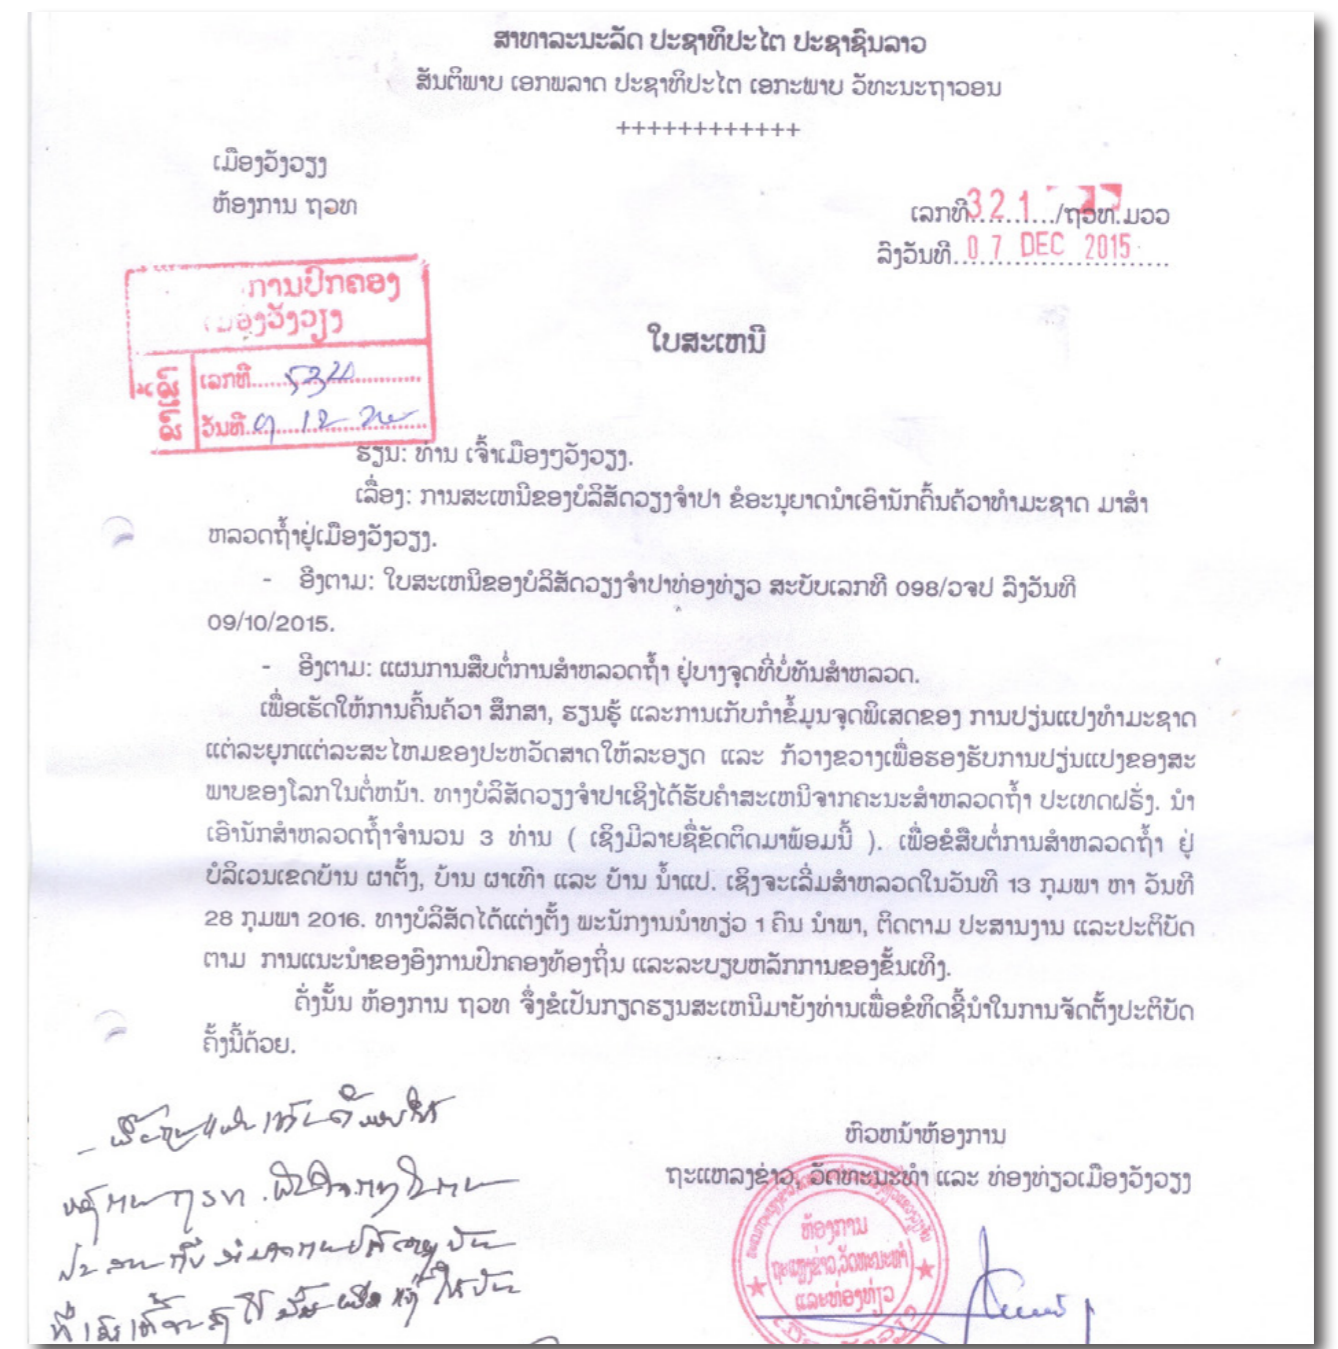 ສາທາລະນະລັດ ປະຊາທິປະໄຕ ປະຊາຊົນລາວ
ສັນຕິພາບ ເອກພລາດ ປະຊາທິປະໄຕ ເອກະພາບ ວັທະນະຖາວອນ
++++++++++++
ເມືອງວັງວຽງ
ຫ້ອງການ ຖວທ
ເລກທີ 321 /ຖວທ.ມວວ
ລົງວັນທີ 07 DEC 2015
ການປົກຄອງ
ເມືອງວັງວຽງ
ຂາເຂົ້າ
ເລກທີ 534
ວັນທີ
ໃບສະເຫນີ
ຮຽນ: ທ່ານ ເຈົ້າເມືອງໆວັງວຽງ.
ເລື່ອງ: ການສະເຫນີຂອງບໍລິສັດວຽງຈຳປາ ຂໍອະນຸຍາດນຳເອົານັກຄົ້ນຄ້ວາທຳມະຊາດ ມາສຳ
ຫລວດຖ້ຳຢູ່ເມືອງວັງວຽງ.
- ອີງຕາມ: ໃບສະເຫນີຂອງບໍລິສັດວຽງຈຳປາທ່ອງທ່ຽວ ສະບັບເລກທີ 098/ວຈປ ລົງວັນທີ
09/10/2015.
- ອີງຕາມ: ແຜນການສືບຕໍ່ການສຳຫລວດຖ້ຳ ຢູ່ບາງຈຸດທີ່ບໍ່ທັນສຳຫລວດ.
ເພື່ອເຮັດໃຫ້ການຄົ້ນຄ້ວາ ສຶກສາ, ຮຽນຮູ້ ແລະການເກັບກຳຂໍ້ມູນຈຸດພິເສດຂອງ ການປຽ່ນແປງທຳມະຊາດ
ແຕ່ລະຍຸກແຕ່ລະສະໄຫມຂອງປະຫວັດສາດໃຫ້ລະອຽດ ແລະ ກ້ວາງຂວາງເພື່ອຮອງຮັບການປຽ່ນແປງຂອງສະ
ພາບຂອງໂລກໃນຕໍ່ຫນ້າ. ທາງບໍລິສັດວຽງຈຳປາເຊິງໄດ້ຮັບຄຳສະເຫນີຈາກຄະນະສຳຫລວດຖ້ຳ ປະເທດຝຣັ່ງ. ນຳ
ເອົານັກສຳຫລວດຖ້ຳຈຳນວນ 3 ທ່ານ ( ເຊິງມີລາຍຊື່ຂັດຕິດມາພ້ອມນີ້ ). ເພື່ອຂໍສືບຕໍ່ການສຳຫລວດຖ້ຳ ຢູ່
ບໍລິເວນເຂດບ້ານ ຜາຕັ້ງ, ບ້ານ ຜາເທົາ ແລະ ບ້ານ ນ້ຳແປ. ເຊິງຈະເລີ່ມສຳຫລວດໃນວັນທີ 13 ກຸມພາ ຫາ ວັນທີ
28 ກຸມພາ 2016. ທາງບໍລິສັດໄດ້ແຕ່ງຕັ້ງ ພະນັກງານນຳທຽ່ວ 1 ຄົນ ນຳພາ, ຕິດຕາມ ປະສານງານ ແລະປະຕິບັດ
ຕາມ ການແນະນຳຂອງອົງການປົກຄອງທ້ອງຖິ່ນ ແລະລະບຽບຫລັກການຂອງຂັ້ນເທິງ.
ດັ່ງນັ້ນ ຫ້ອງການ ຖວທ ຈຶ່ງຂໍເປັນກຽດຮຽນສະເຫນີມາຍັງທ່ານເພື່ອຂໍທິດຊີ້ນຳໃນການຈັດຕັ້ງປະຕິບັດ
ຄັ້ງນີ້ດ້ວຍ.
ຫົວຫນ້າຫ້ອງການ
ຖະແຫລງຂ່າວ, ວັດທະນະທຳ ແລະ ທ່ອງທ່ຽວເມືອງວັງວຽງ
ຫ້ອງການ
ຖະແຫຼງຂ່າວ,ວັດທະນະທຳ
ແລະທ່ອງທ່ຽວ